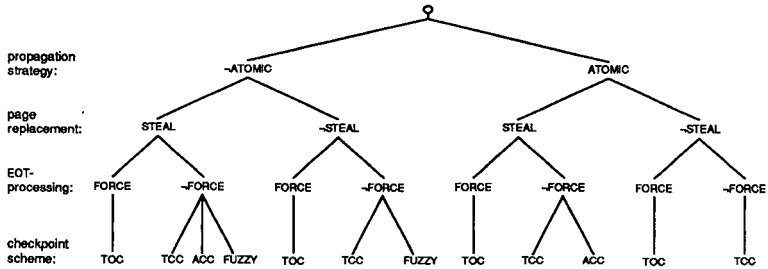 propagation
strategy:
¬ATOMIC ATOMIC
page
replacement:
STEAL ¬STEAL STEAL ¬STEAL
EOT-
processing:
FORCE ¬FORCE FORCE ¬FORCE FORCE ¬FORCE FORCE ¬FORCE
checkpoint
scheme:
TOC TCC ACC FUZZY TOC TCC FUZZY TOC TCC ACC TOC TCC